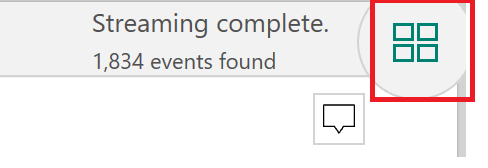 Streaming complete.
1,834 events found